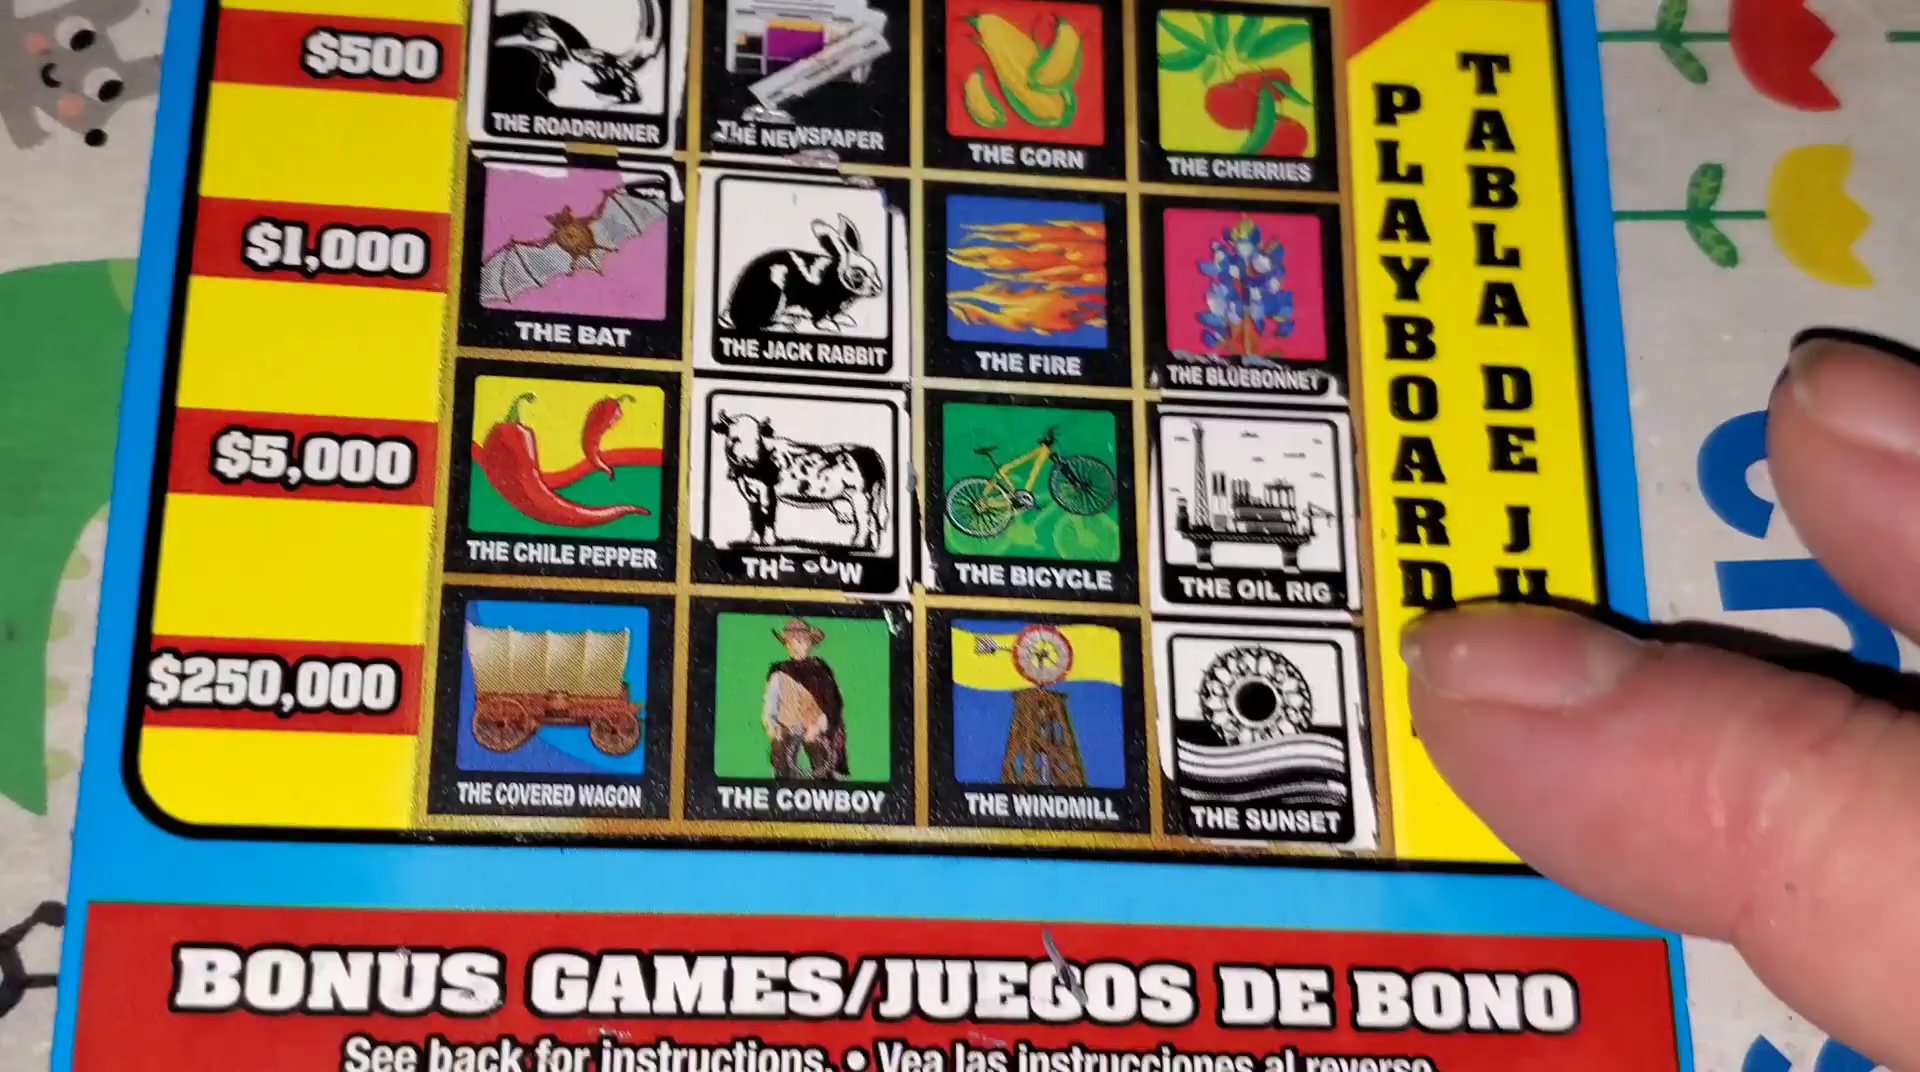 $500
THE ROADRUNNER
THE NEWSPAPER
THE CORN
THE CHERRIES
$1,000
THE BAT
THE JACK RABBIT
THE FIRE
THE BLUEBONNET
$5,000
THE CHILE PEPPER
THE COW
THE BICYCLE
THE OIL RIG
$250,000
THE COVERED WAGON
THE COWBOY
THE WINDMILL
THE SUNSET
PLAYBOARD
TABLA DE JU
BONUS GAMES/JUEGOS DE BONO
See back for instructions. • Vea las instrucciones al reverso.